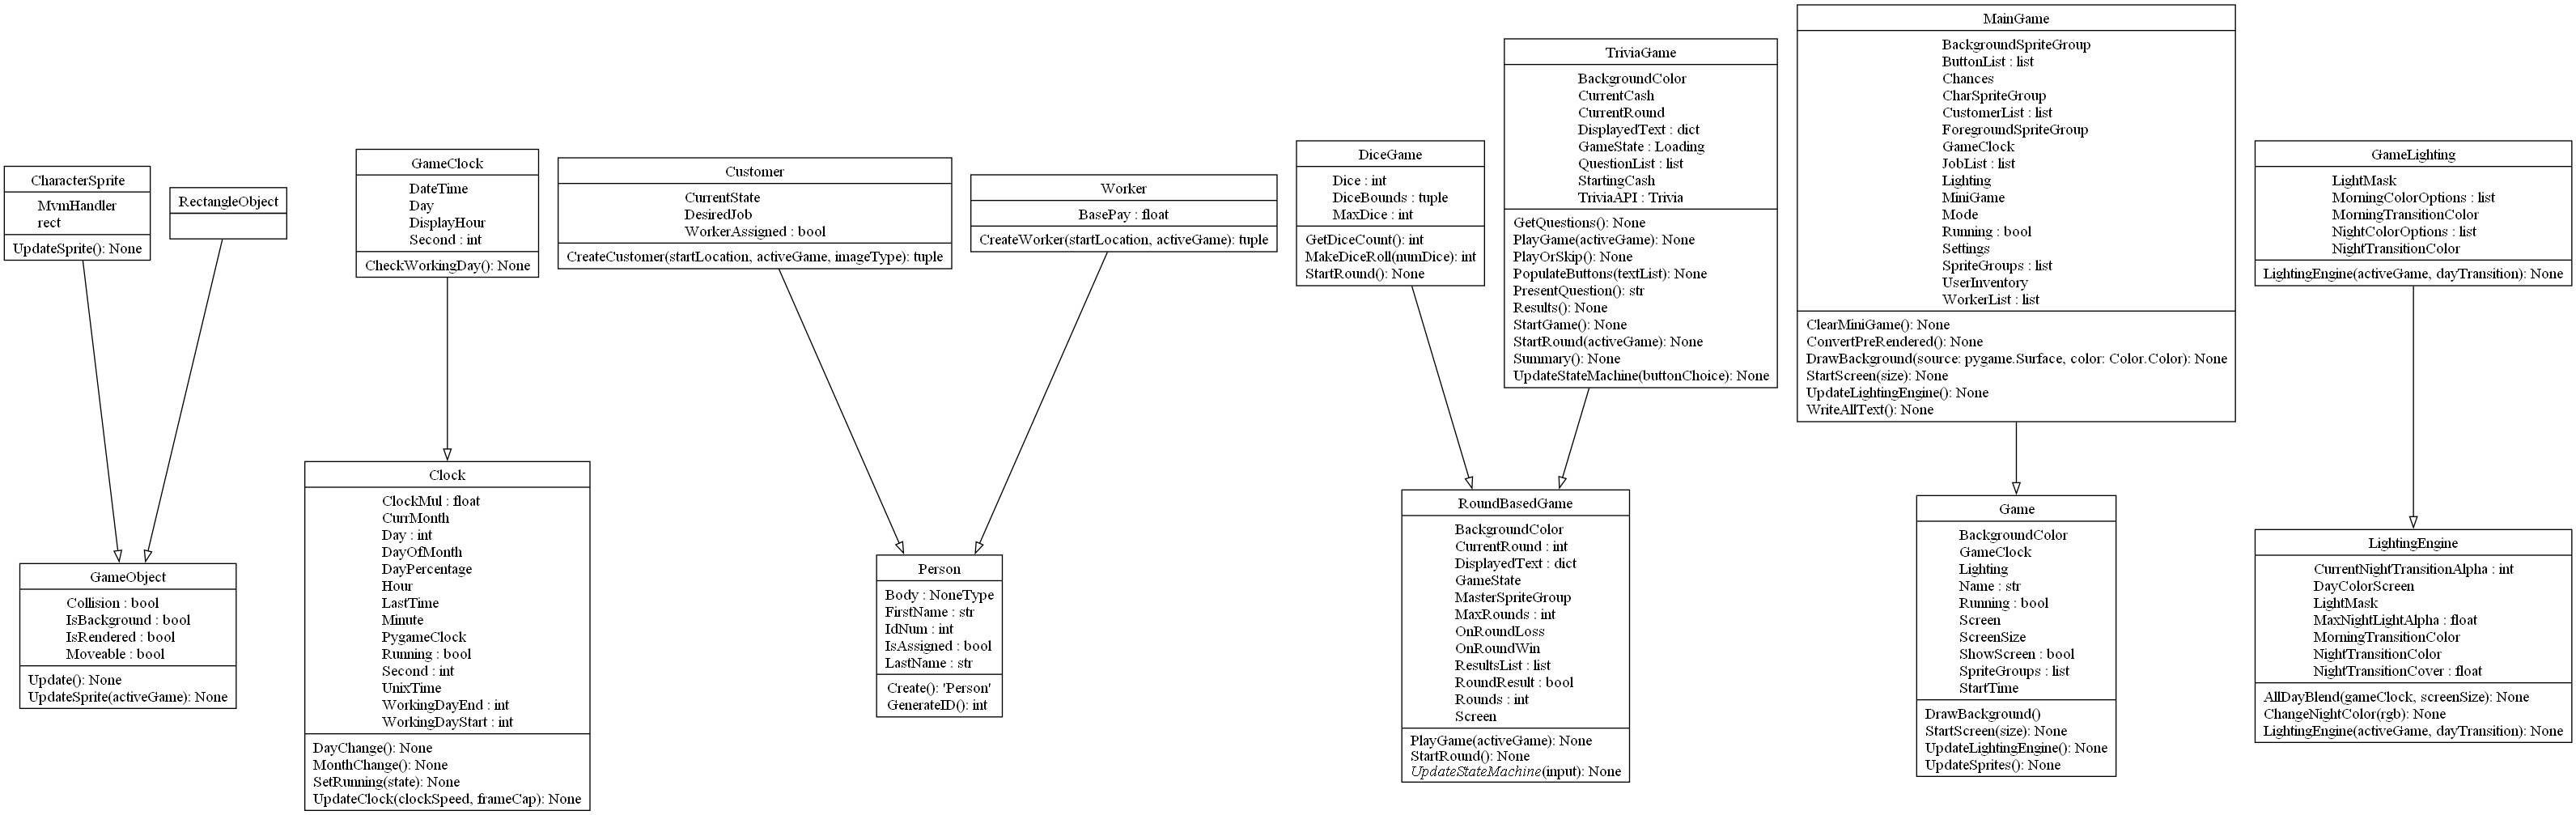 CharacterSprite
MvmHandler
rect
UpdateSprite(): None
RectangleObject
GameObject
Collision : bool
IsBackground : bool
IsRendered : bool
Moveable : bool
Update(): None
UpdateSprite(activeGame): None
GameClock
DateTime
Day
DisplayHour
Second : int
CheckWorkingDay(): None
Clock
ClockMul : float
CurrMonth
Day : int
DayOfMonth
DayPercentage
Hour
LastTime
Minute
PygameClock
Running : bool
Second : int
UnixTime
WorkingDayEnd : int
WorkingDayStart : int
DayChange(): None
MonthChange(): None
SetRunning(state): None
UpdateClock(clockSpeed, frameCap): None
Customer
CurrentState
DesiredJob
WorkerAssigned : bool
CreateCustomer(startLocation, activeGame, imageType): tuple
Worker
BasePay : float
CreateWorker(startLocation, activeGame): tuple
Person
Body : NoneType
FirstName : str
IdNum : int
IsAssigned : bool
LastName : str
Create(): 'Person'
GenerateID(): int
DiceGame
Dice : int
DiceBounds : tuple
MaxDice : int
GetDiceCount(): int
MakeDiceRoll(numDice): int
StartRound(): None
TriviaGame
BackgroundColor
CurrentCash
CurrentRound
DisplayedText : dict
GameState : Loading
QuestionList : list
StartingCash
TriviaAPI : Trivia
GetQuestions(): None
PlayGame(activeGame): None
PlayOrSkip(): None
PopulateButtons(textList): None
PresentQuestion(): str
Results(): None
StartGame(): None
StartRound(activeGame): None
Summary(): None
UpdateStateMachine(buttonChoice): None
RoundBasedGame
BackgroundColor
CurrentRound : int
DisplayedText : dict
GameState
MasterSpriteGroup
MaxRounds : int
OnRoundLoss
OnRoundWin
ResultsList : list
RoundResult : bool
Rounds : int
Screen
PlayGame(activeGame): None
StartRound(): None
UpdateStateMachine(input): None
MainGame
BackgroundSpriteGroup
ButtonList : list
Chances
CharSpriteGroup
CustomerList : list
ForegroundSpriteGroup
GameClock
JobList : list
Lighting
MiniGame
Mode
Running : bool
Settings
SpriteGroups : list
UserInventory
WorkerList : list
ClearMiniGame(): None
ConvertPreRendered(): None
DrawBackground(source: pygame.Surface, color: Color.Color): None
StartScreen(size): None
UpdateLightingEngine(): None
WriteAllText(): None
Game
BackgroundColor
GameClock
Lighting
Name : str
Running : bool
Screen
ScreenSize
ShowScreen : bool
SpriteGroups : list
StartTime
DrawBackground()
StartScreen(size): None
UpdateLightingEngine(): None
UpdateSprites(): None
GameLighting
LightMask
MorningColorOptions : list
MorningTransitionColor
NightColorOptions : list
NightTransitionColor
LightingEngine(activeGame, dayTransition): None
LightingEngine
CurrentNightTransitionAlpha : int
DayColorScreen
LightMask
MaxNightLightAlpha : float
MorningTransitionColor
NightTransitionColor
NightTransitionCover : float
AllDayBlend(gameClock, screenSize): None
ChangeNightColor(rgb): None
LightingEngine(activeGame, dayTransition): None